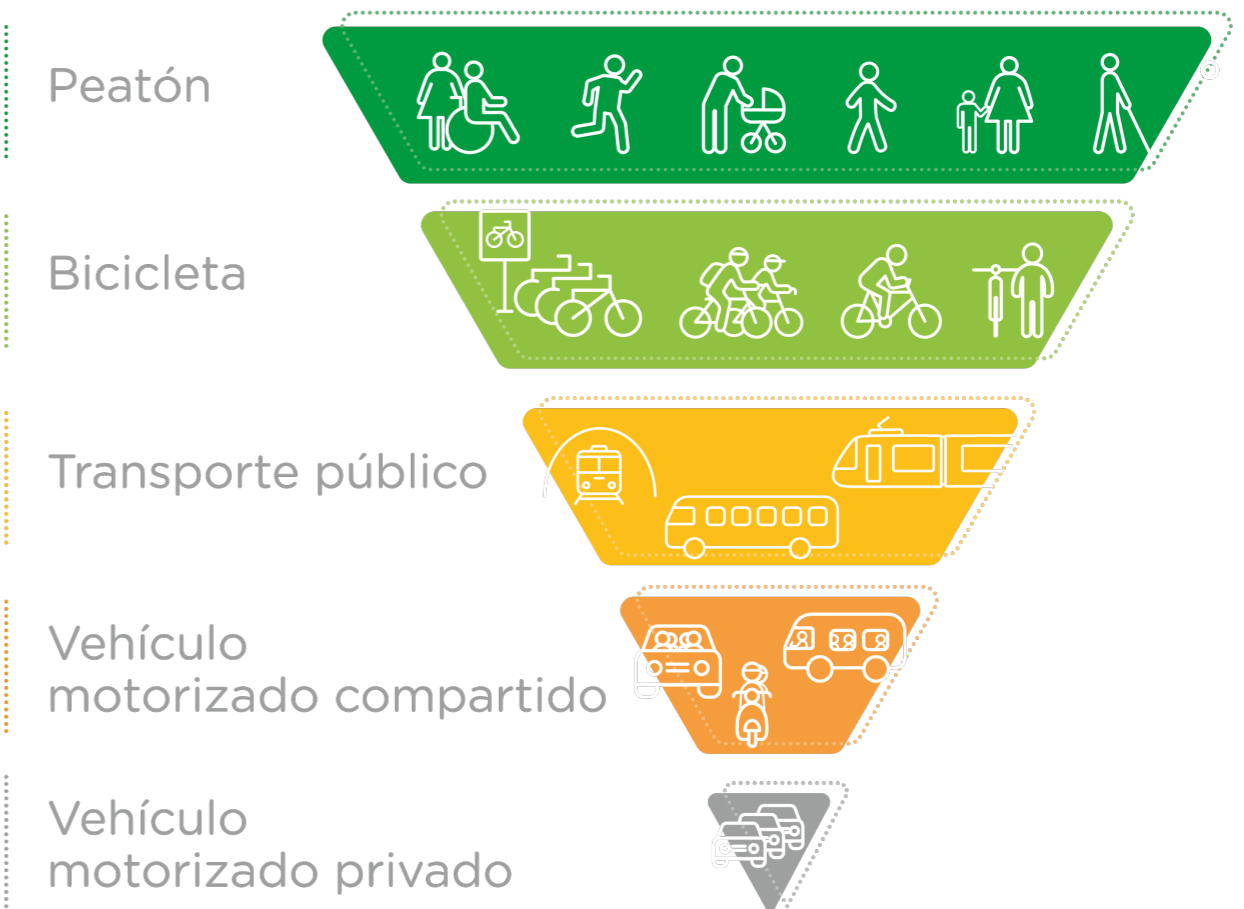 Peatón
Bicicleta
Transporte público
Vehículo
motorizado compartido
Vehículo
motorizado privado